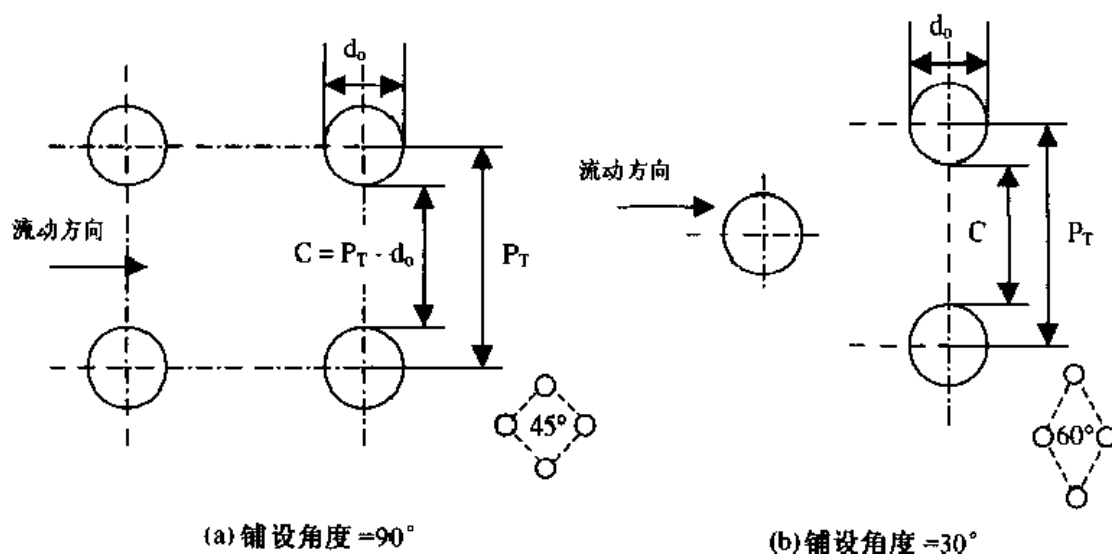 d₀
流动方向
C = P_T - d₀
P_T
45°
(a) 铺设角度 =90°
d₀
流动方向
C
P_T
60°
(b) 铺设角度 =30°